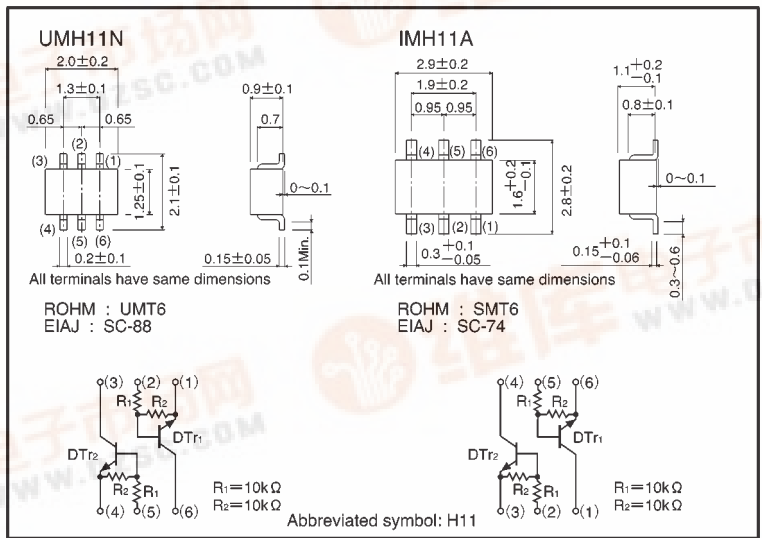 UMH11N
2.0±0.2
1.3±0.1
0.65
0.65
(2)
(3)
(1)
(4)
(5)
(6)
1.25±0.1
2.1±0.1
0.2±0.1
0.9±0.1
0.7
0~0.1
0.15±0.05
0.1Min.
All terminals have same dimensions
ROHM : UMT6
EIAJ : SC-88
IMH11A
2.9±0.2
1.9±0.2
0.95
0.95
(4)
(5)
(6)
(3)
(2)
(1)
1.6+0.2−0.1
2.8±0.2
0.3+0.1−0.05
1.1+0.2−0.1
0.8±0.1
0~0.1
0.15+0.1−0.06
0.3~0.6
All terminals have same dimensions
ROHM : SMT6
EIAJ : SC-74
(3) (2) (1)
R1
R2
DTr1
DTr2
R2
R1
(4) (5) (6)
R1=10kΩ
R2=10kΩ
(4) (5) (6)
R1
R2
DTr1
DTr2
R2
R1
(3) (2) (1)
R1=10kΩ
R2=10kΩ
Abbreviated symbol: H11